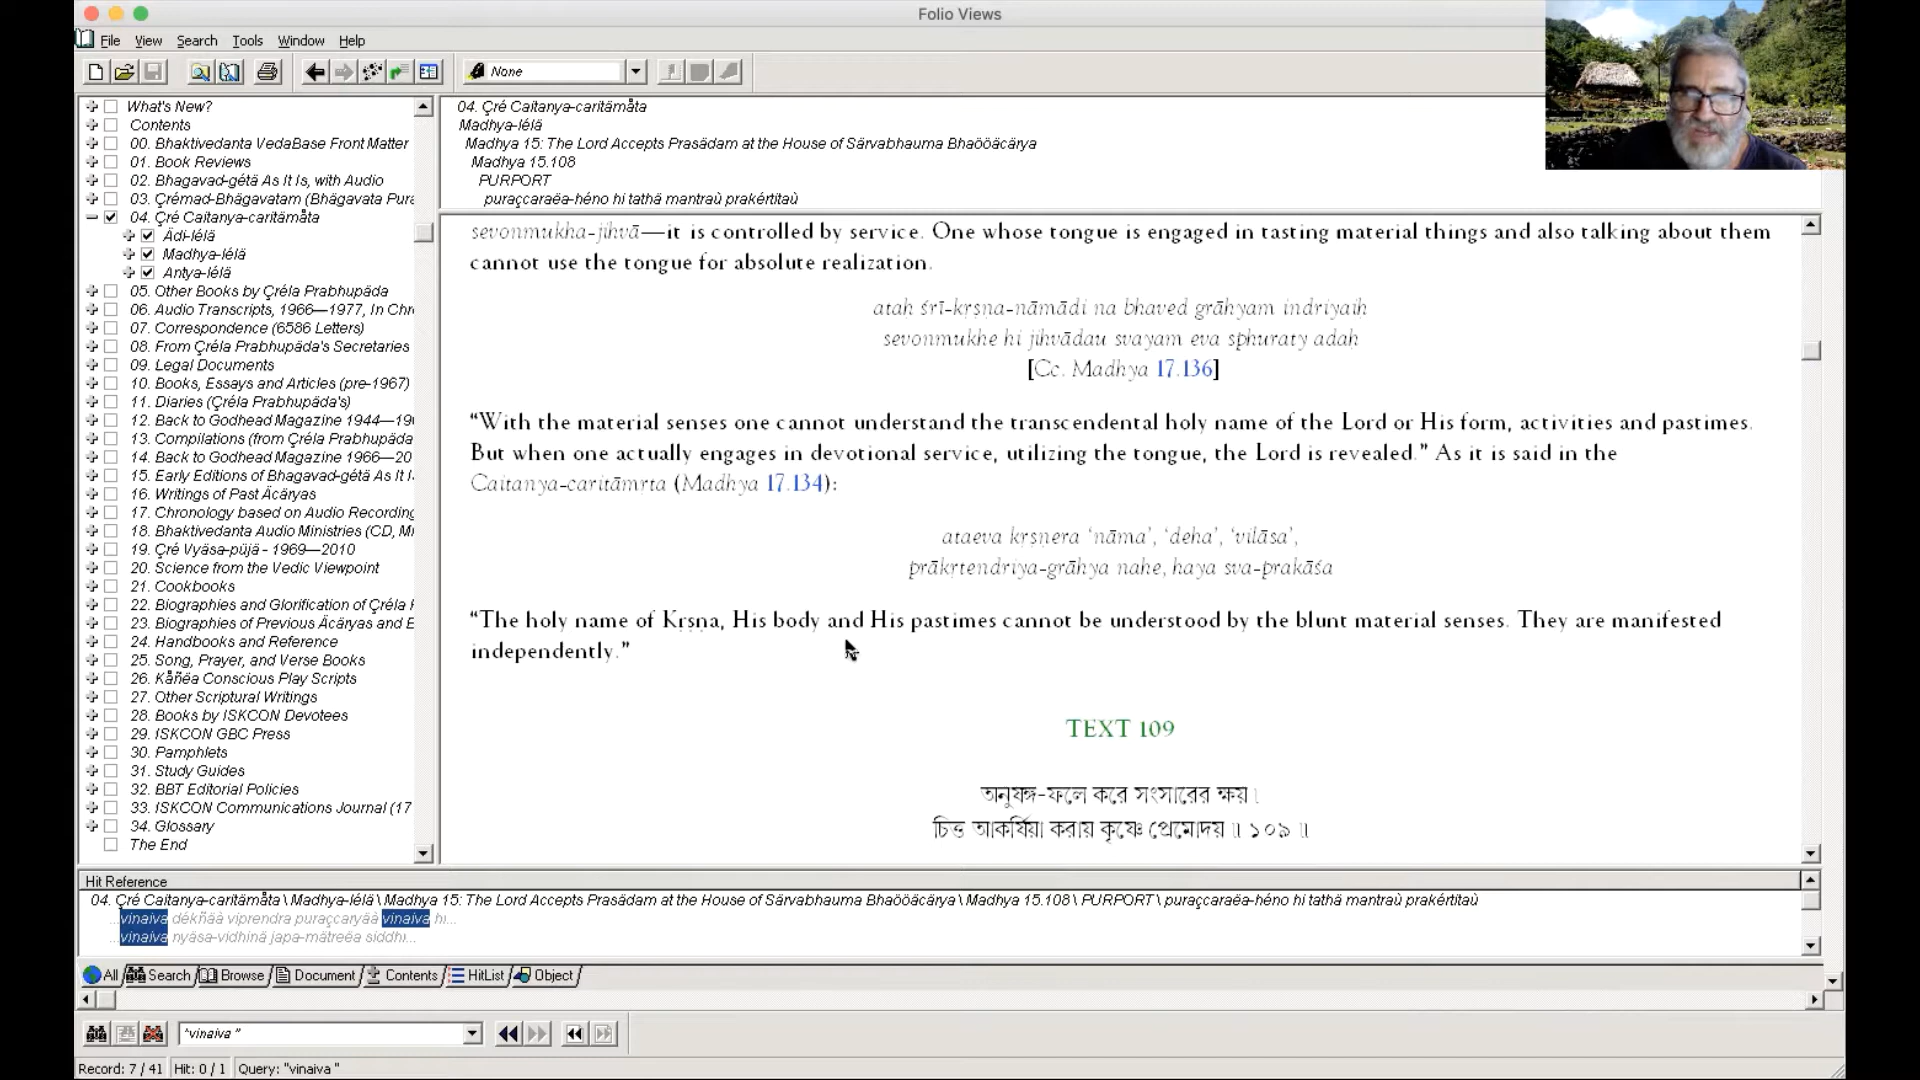 Folio Views
File View Search Tools Window Help
None
What's New?
Contents
00. Bhaktivedanta VedaBase Front Matter
01. Book Reviews
02. Bhagavad-gétä As It Is, with Audio
03. Çrémad-Bhägavatam (Bhägavata Purä
04. Çré Caitanya-caritämåta
Ädi-lélä
Madhya-lélä
Antya-lélä
05. Other Books by Çréla Prabhupäda
06. Audio Transcripts, 1966—1977, In Chr
07. Correspondence (6586 Letters)
08. From Çréla Prabhupäda's Secretaries
09. Legal Documents
10. Books, Essays and Articles (pre-1967)
11. Diaries (Çréla Prabhupäda's)
12. Back to Godhead Magazine 1944—19
13. Compilations (from Çréla Prabhupäda
14. Back to Godhead Magazine 1966—20
15. Early Editions of Bhagavad-gétä As It I
16. Writings of Past Äcäryas
17. Chronology based on Audio Recording
18. Bhaktivedanta Audio Ministries (CD, M
19. Çré Vyäsa-püjä - 1969—2010
20. Science from the Vedic Viewpoint
21. Cookbooks
22. Biographies and Glorification of Çréla
23. Biographies of Previous Äcäryas and E
24. Handbooks and Reference
25. Song, Prayer, and Verse Books
26. Kåñëa Conscious Play Scripts
27. Other Scriptural Writings
28. Books by ISKCON Devotees
29. ISKCON GBC Press
30. Pamphlets
31. Study Guides
32. BBT Editorial Policies
33. ISKCON Communications Journal (17
34. Glossary
The End
04. Çré Caitanya-caritämåta
Madhya-lélä
Madhya 15: The Lord Accepts Prasädam at the House of Särvabhauma Bhaööäcärya
Madhya 15.108
PURPORT
puraçcaraëa-héno hi tathä mantraù prakértitaù
sevonmukha-jihvā—it is controlled by service. One whose tongue is engaged in tasting material things and also talking about them
cannot use the tongue for absolute realization.
ataḥ śrī-kṛṣṇa-nāmādi na bhaved grāhyam indriyaiḥ
sevonmukhe hi jihvādau svayam eva sphuraty adaḥ
[Cc. Madhya 17.136]
“With the material senses one cannot understand the transcendental holy name of the Lord or His form, activities and pastimes.
But when one actually engages in devotional service, utilizing the tongue, the Lord is revealed.” As it is said in the
Caitanya-caritāmṛta (Madhya 17.134):
ataeva kṛṣṇera ‘nāma’, ‘deha’, ‘vilāsa’,
prākṛtendriya-grāhya nahe, haya sva-prakāśa
“The holy name of Kṛṣṇa, His body and His pastimes cannot be understood by the blunt material senses. They are manifested
independently.”
TEXT 109
অনুষঙ্গ-ফলে করে সংসারের ক্ষয় ।
চিত্ত আকর্ষিয়া করায় কৃষ্ণে প্রেমোদয় ॥ ১০৯ ॥
Hit Reference
04. Çré Caitanya-caritämåta \ Madhya-lélä \ Madhya 15: The Lord Accepts Prasädam at the House of Särvabhauma Bhaööäcärya \ Madhya 15.108 \ PURPORT \ puraçcaraëa-héno hi tathä mantraù prakértitaù
...vinaiva dékñäà viprendra puraçcaryäà vinaiva hi...
...vinaiva nyäsa-vidhinä japa-mätreëa siddhi...
All Search Browse Document Contents HitList Object
"vinaiva "
Record: 7 / 41 Hit: 0 / 1 Query: "vinaiva "